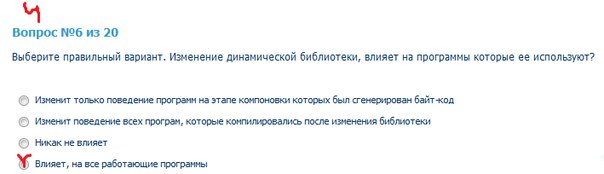 Вопрос №6 из 20
Выберите правильный вариант. Изменение динамической библиотеки, влияет на программы которые ее используют?
Изменит только поведение программ на этапе компоновки которых был сгенерирован байт-код
Изменит поведение всех програм, которые компилировались после изменения библиотеки
Никак не влияет
Влияет, на все работающие программы